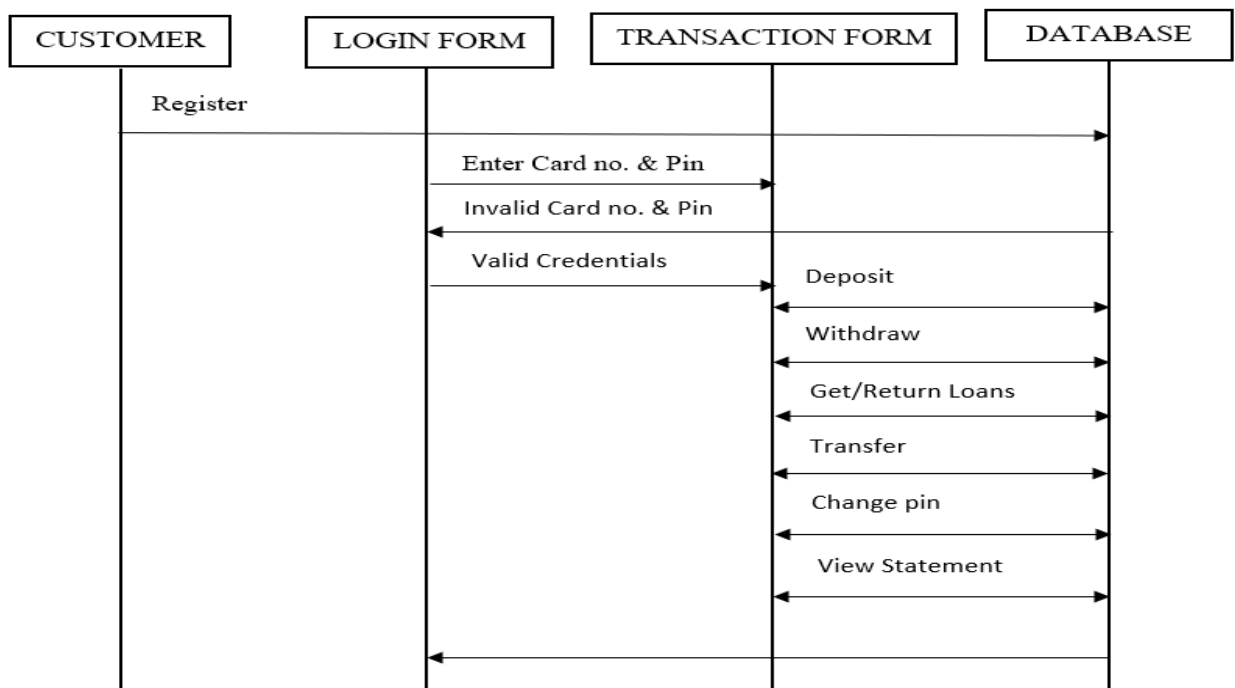 CUSTOMER
LOGIN FORM
TRANSACTION FORM
DATABASE
Register
Enter Card no. & Pin
Invalid Card no. & Pin
Valid Credentials
Deposit
Withdraw
Get/Return Loans
Transfer
Change pin
View Statement